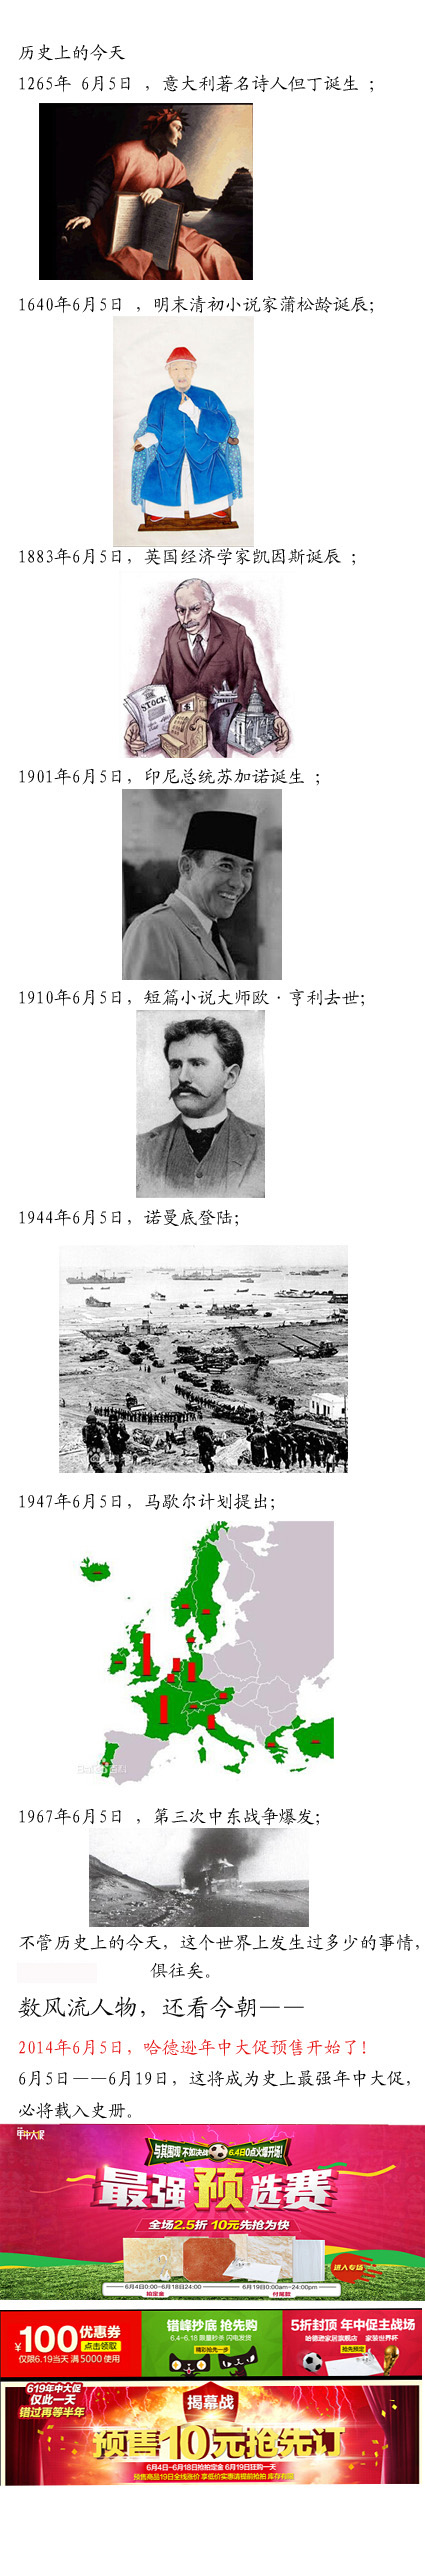 历史上的今天
1265年 6月5日 ，意大利著名诗人但丁诞生 ；
1640年6月5日 ，明末清初小说家蒲松龄诞辰；
1883年6月5日，英国经济学家凯因斯诞辰 ；
STOCK
1901年6月5日，印尼总统苏加诺诞生 ；
1910年6月5日，短篇小说大师欧·亨利去世；
1944年6月5日，诺曼底登陆；
1947年6月5日，马歇尔计划提出；
1967年6月5日 ，第三次中东战争爆发；
不管历史上的今天，这个世界上发生过多少的事情，
俱往矣。
数风流人物，还看今朝——
2014年6月5日，哈德逊年中大促预售开始了！
6月5日——6月19日，这将成为史上最强年中大促，
必将载入史册。
年中大促
与其围观 不如决战 6.4日0点火爆开场!
最强预选赛
全场2.5折 10元先抢为快
进入专场
6月4日0:00-6月18日24:00
6月19日0:00am-24:00pm
拍定金
付尾款
¥100优惠券
点击领取
仅限6.19当天 满5000使用
错峰抄底 抢先购
6.4-6.18 限量秒杀 闪电发货
精彩抢先一步
5折封顶 年中促主战场
哈德逊家居旗舰店 家装世界杯
抢先预定
619年中大促
仅此一天
错过再等半年
揭幕战
预售10元抢先订
6月4日-6月18日抢拍定金 6月19日狂购一天
预售商品19日全线涨价 享低价实惠请提前抢拍 库存有限